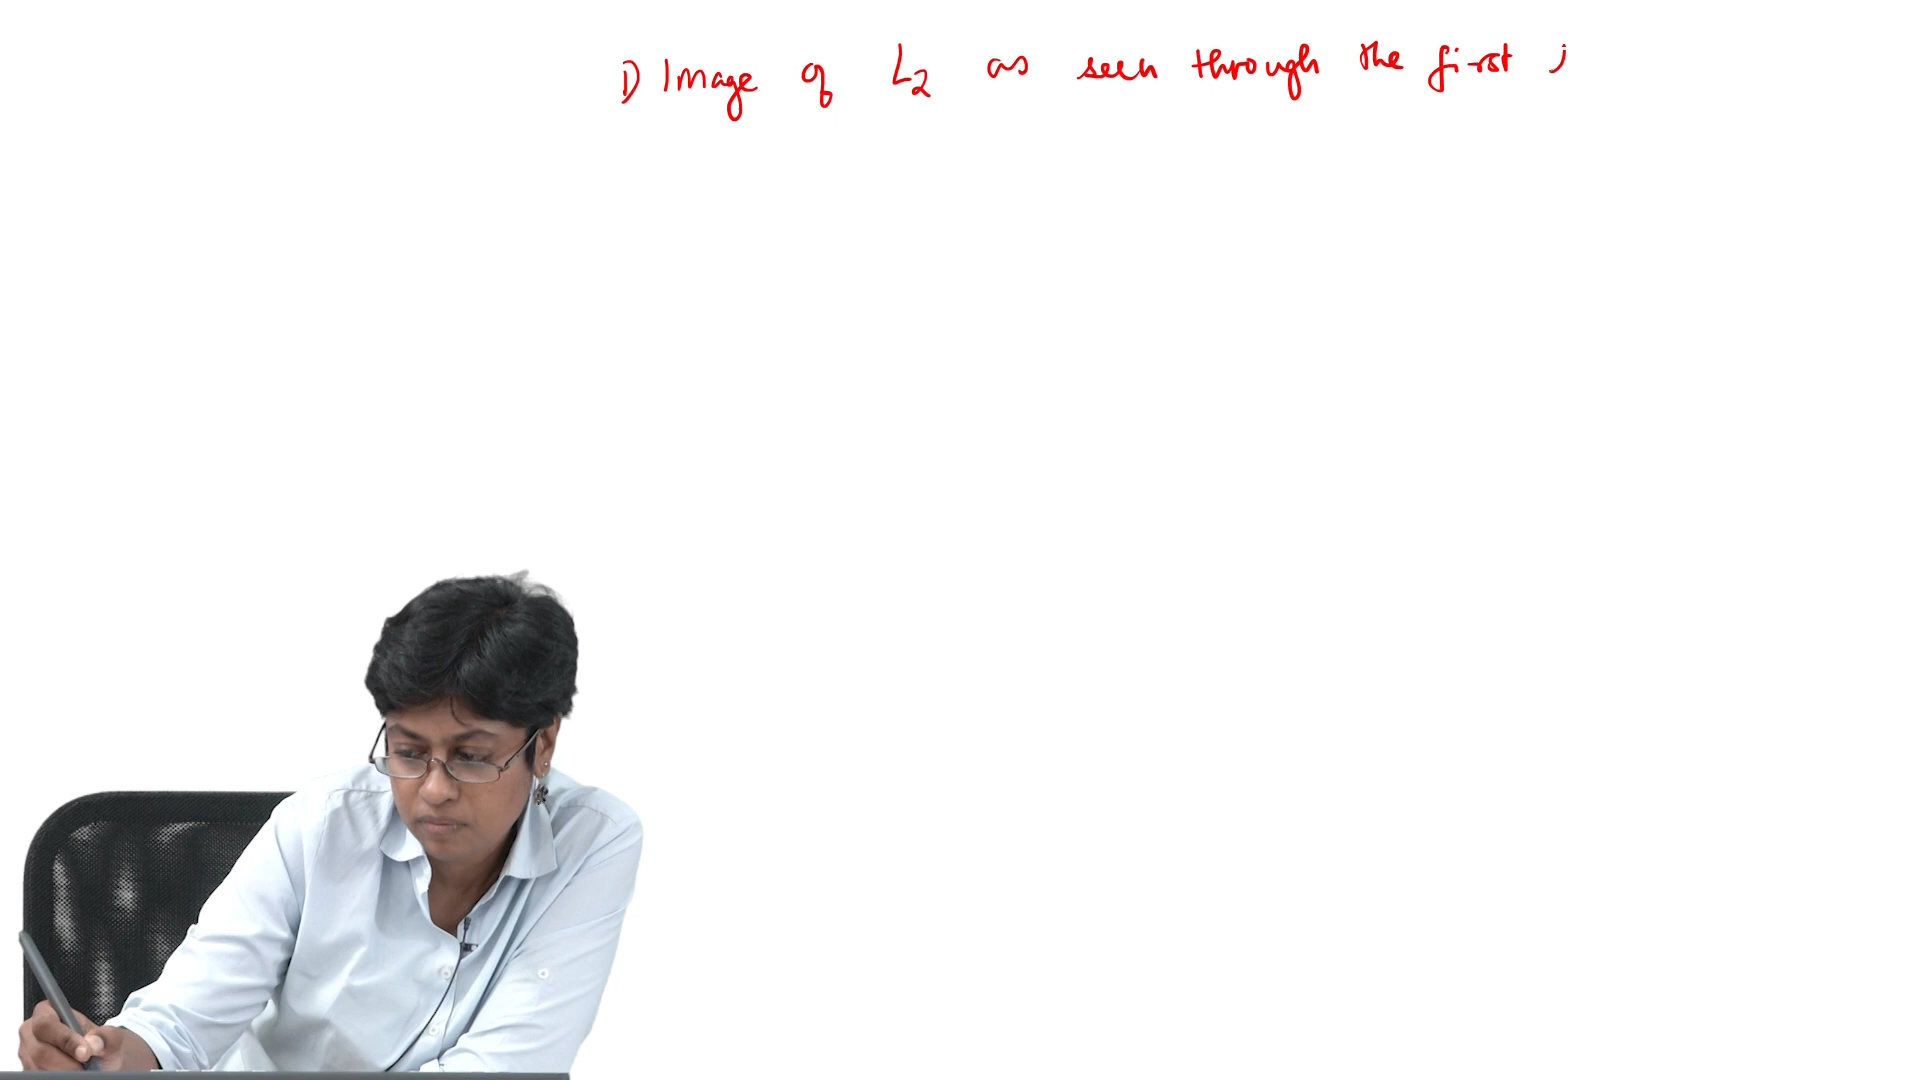 1) Image of L2 as seen through the first i